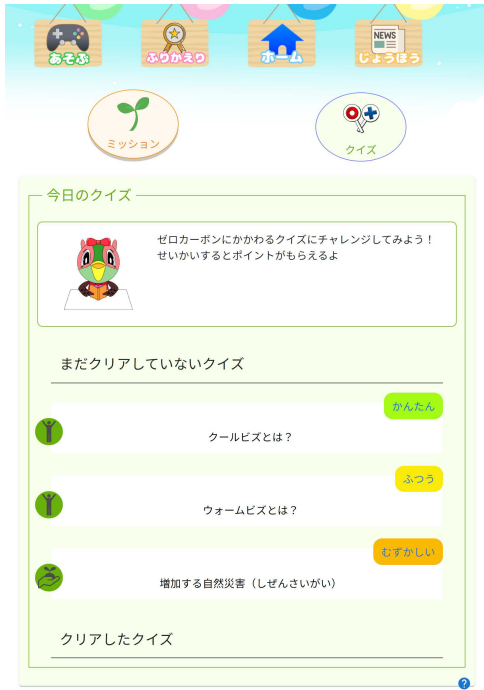 あそぶ
ふりかえり
ホーム
NEWS
じょうほう
ミッション
クイズ
今日のクイズ
ゼロカーボンにかかわるクイズにチャレンジしてみよう！
せいかいするとポイントがもらえるよ
まだクリアしていないクイズ
かんたん
クールビズとは？
ふつう
ウォームビズとは？
むずかしい
増加する自然災害（しぜんさいがい）
クリアしたクイズ
?